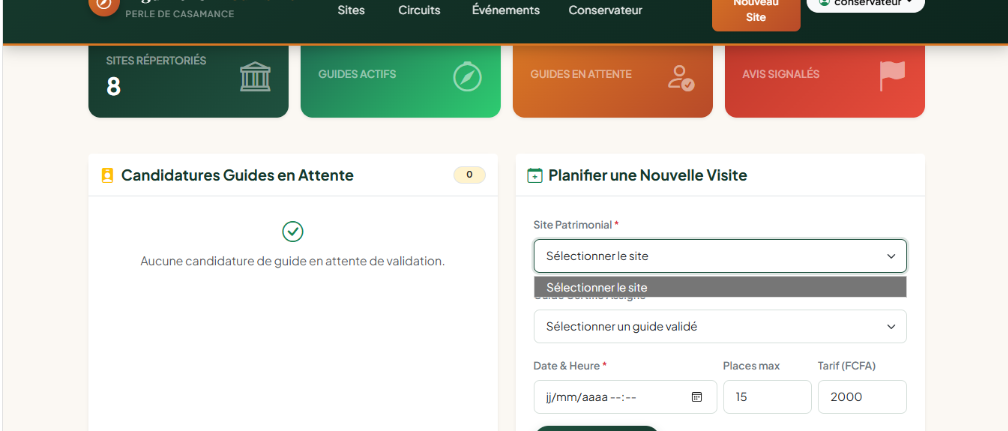 PERLE DE CASAMANCE
Sites
Circuits
Événements
Conservateur
Nouveau
Site
conservateur
SITES RÉPERTORIÉS
8
GUIDES ACTIFS
GUIDES EN ATTENTE
AVIS SIGNALÉS
Candidatures Guides en Attente
0
Aucune candidature de guide en attente de validation.
Planifier une Nouvelle Visite
Site Patrimonial *
Sélectionner le site
Sélectionner le site
Sélectionner un guide validé
Date & Heure *
Places max
Tarif (FCFA)
jj/mm/aaaa --:--
15
2000